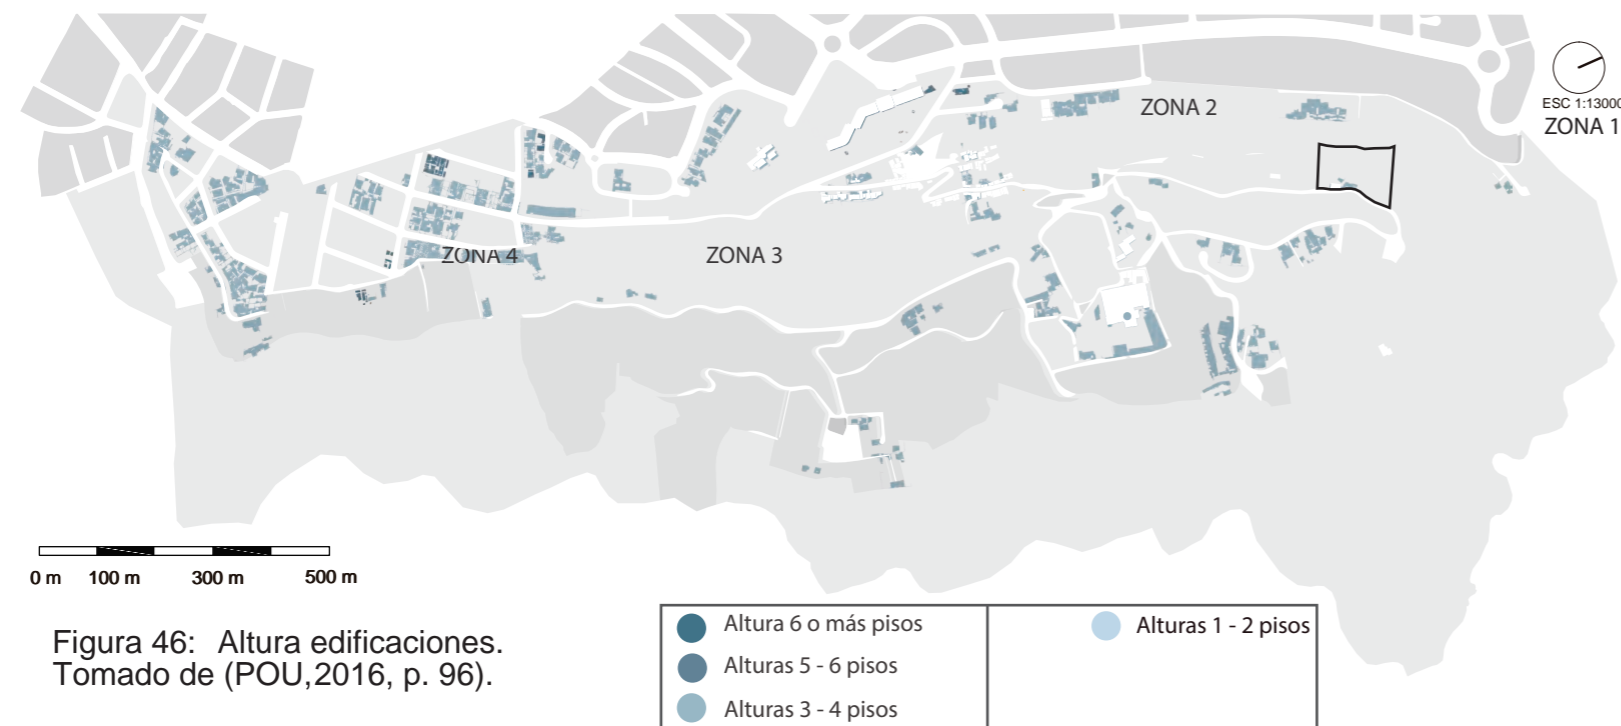 ESC 1:13000
ZONA 1
ZONA 2
ZONA 3
ZONA 4
0 m 100 m 300 m 500 m
Figura 46: Altura edificaciones.
Tomado de (POU,2016, p. 96).
Altura 6 o más pisos
Alturas 5 - 6 pisos
Alturas 3 - 4 pisos
Alturas 1 - 2 pisos